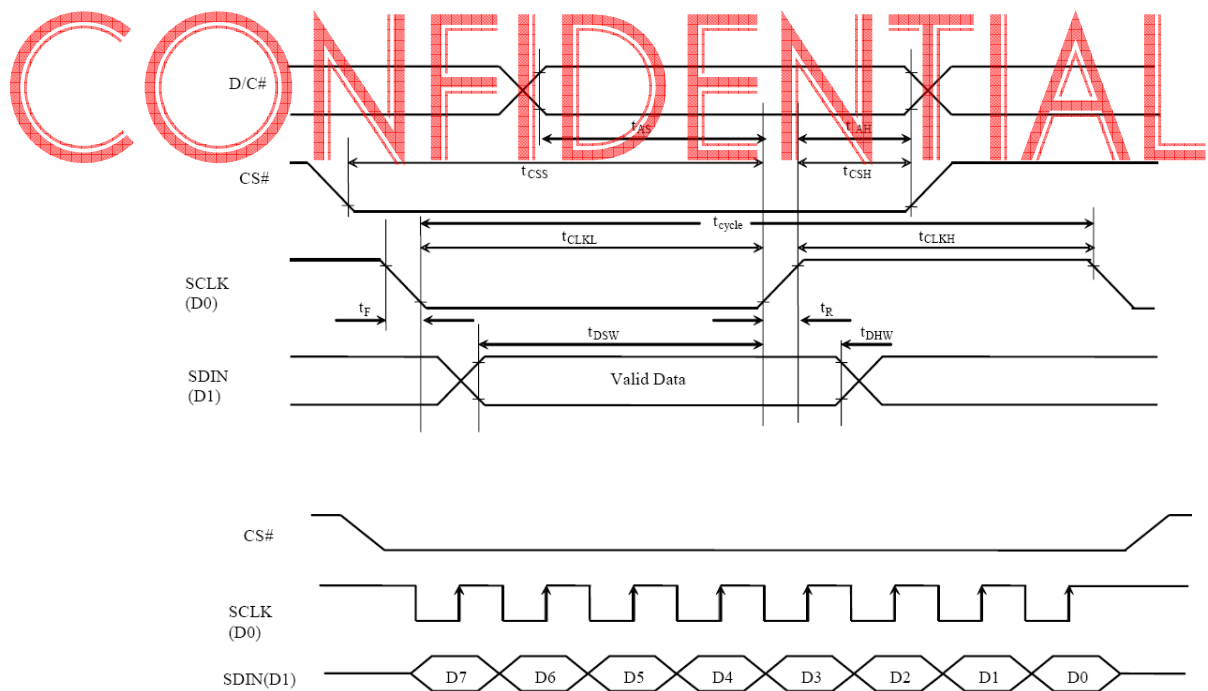 CONFIDENTIAL
D/C#
tAS
tAH
tCSS
tCSH
CS#
tcycle
tCLKL
tCLKH
SCLK
(D0)
tF
tR
tDSW
tDHW
SDIN
(D1)
Valid Data
CS#
SCLK
(D0)
SDIN(D1)
D7 D6 D5 D4 D3 D2 D1 D0